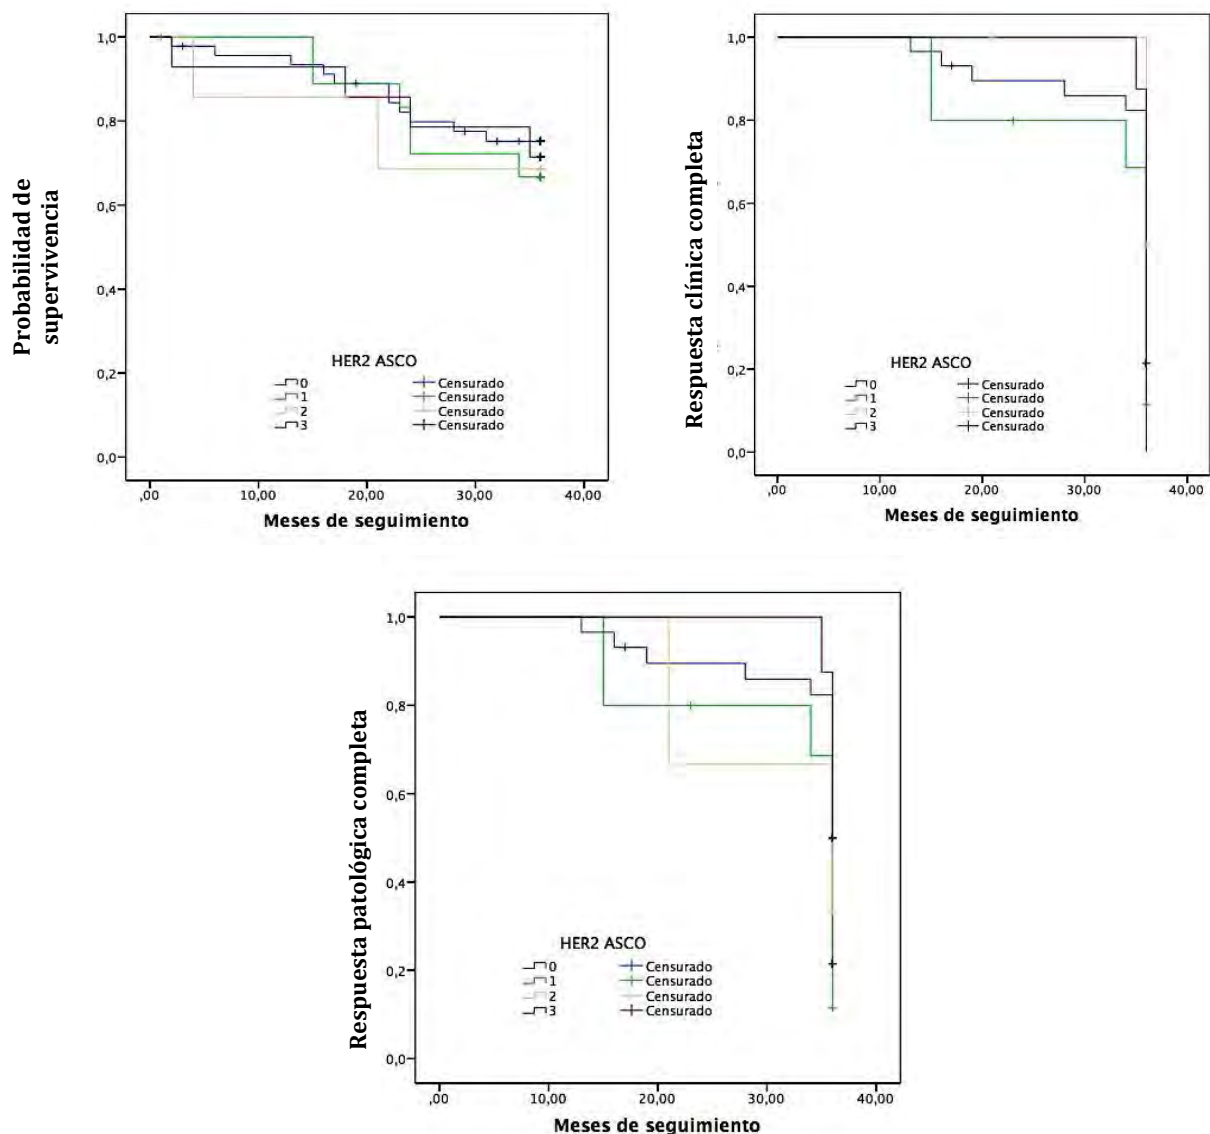 Probabilidad de
supervivencia
1,0
0,8
0,6
0,4
0,2
0,0
HER2 ASCO
0 Censurado
1 Censurado
2 Censurado
3 Censurado
,00 10,00 20,00 30,00 40,00
Meses de seguimiento
Respuesta clínica completa
1,0
0,8
0,6
0,4
0,2
0,0
HER2 ASCO
0 Censurado
1 Censurado
2 Censurado
3 Censurado
,00 10,00 20,00 30,00 40,00
Meses de seguimiento
Respuesta patológica completa
1,0
0,8
0,6
0,4
0,2
0,0
HER2 ASCO
0 Censurado
1 Censurado
2 Censurado
3 Censurado
,00 10,00 20,00 30,00 40,00
Meses de seguimiento